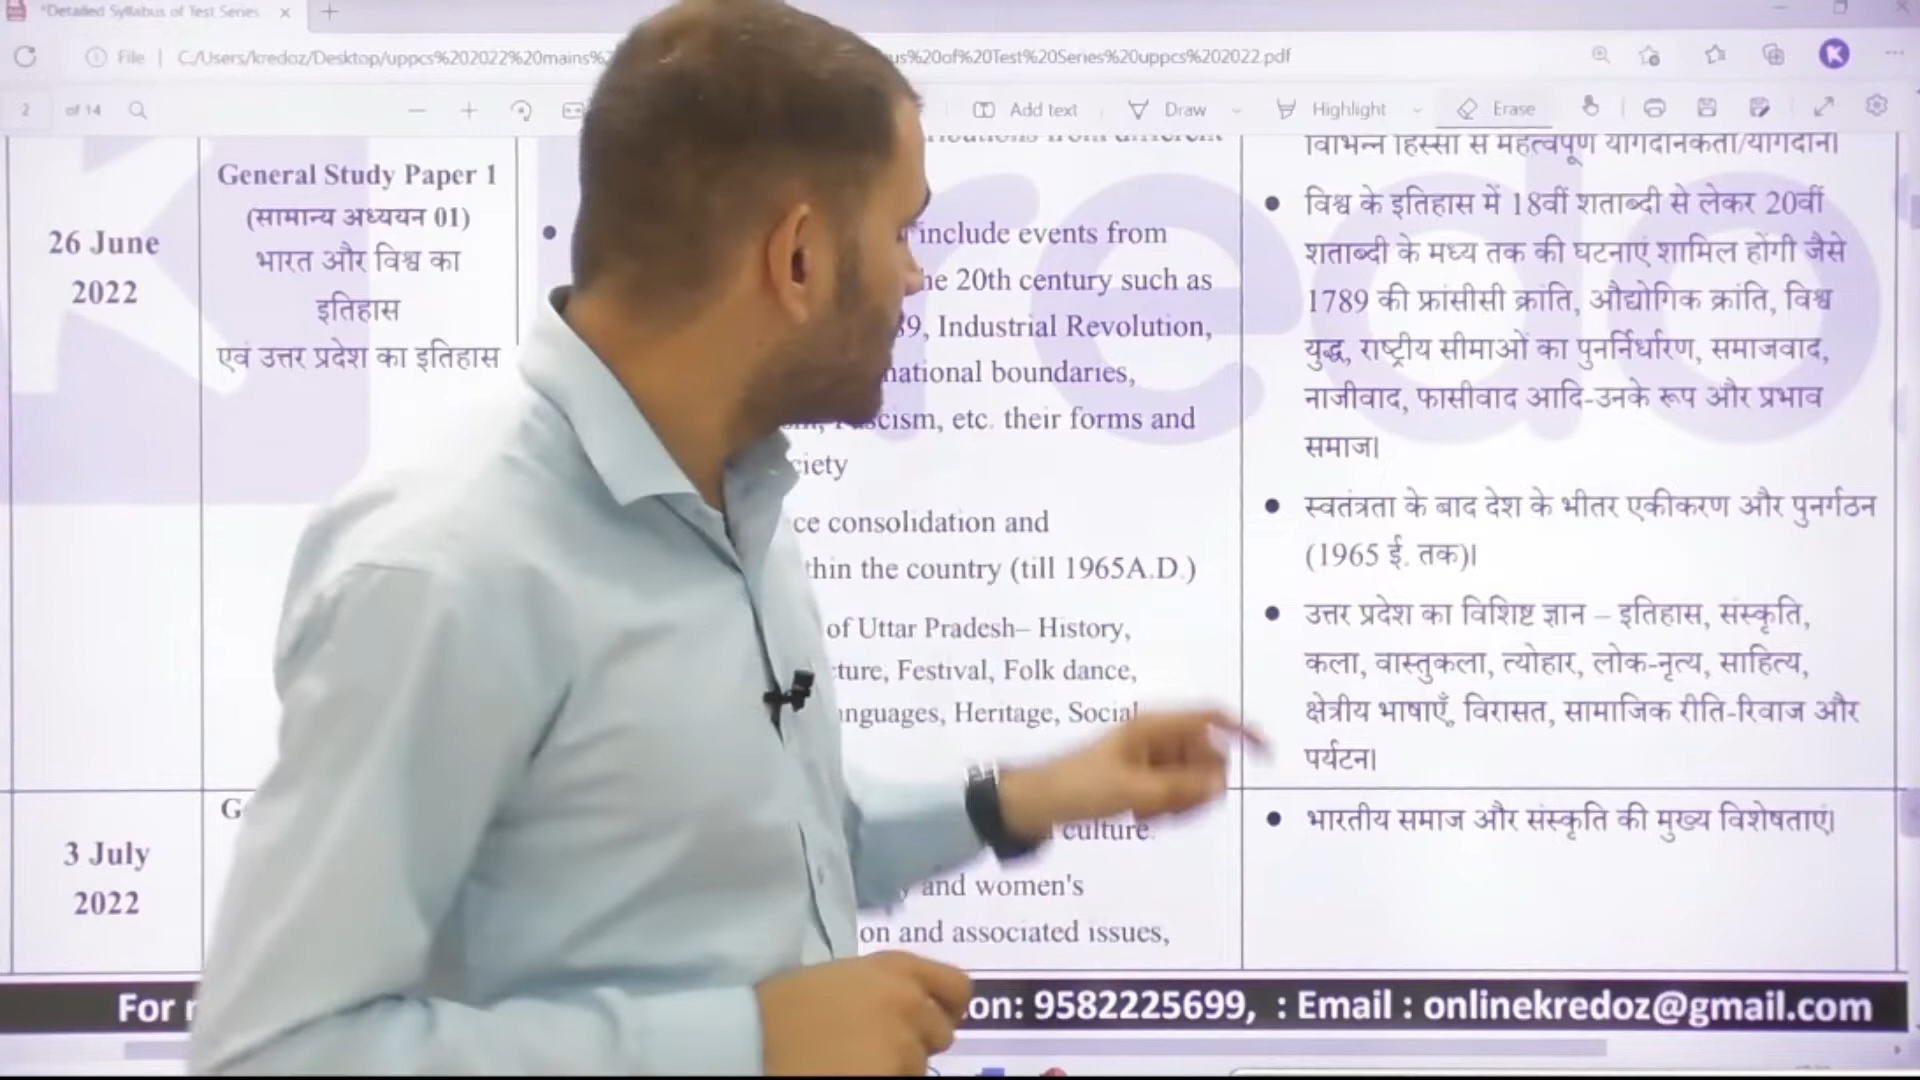 *Detailed Syllabus of Test Series
File | C:/Users/kredoz/Desktop/uppcs%202022%20mains%
us%20of%20Test%20Series%20uppcs%202022.pdf
2 of 14
Add text
Draw
Highlight
Erase
26 June
2022
General Study Paper 1
(सामान्य अध्ययन 01)
भारत और विश्व का
इतिहास
एवं उत्तर प्रदेश का इतिहास
from different
include events from
he 20th century such as
89, Industrial Revolution,
national boundaries,
Fascism, etc. their forms and
ciety
ce consolidation and
thin the country (till 1965A.D.)
of Uttar Pradesh– History,
cture, Festival, Folk dance,
anguages, Heritage, Social
विभिन्न हिस्सों से महत्वपूर्ण योगदानकर्ता/योगदान।
• विश्व के इतिहास में 18वीं शताब्दी से लेकर 20वीं
शताब्दी के मध्य तक की घटनाएं शामिल होंगी जैसे
1789 की फ्रांसीसी क्रांति, औद्योगिक क्रांति, विश्व
युद्ध, राष्ट्रीय सीमाओं का पुनर्निर्धारण, समाजवाद,
नाजीवाद, फासीवाद आदि-उनके रूप और प्रभाव
समाज।
• स्वतंत्रता के बाद देश के भीतर एकीकरण और पुनर्गठन
(1965 ई. तक)।
• उत्तर प्रदेश का विशिष्ट ज्ञान – इतिहास, संस्कृति,
कला, वास्तुकला, त्योहार, लोक-नृत्य, साहित्य,
क्षेत्रीय भाषाएँ, विरासत, सामाजिक रीति-रिवाज और
पर्यटन।
3 July
2022
G
culture.
and women's
on and associated issues,
• भारतीय समाज और संस्कृति की मुख्य विशेषताएं।
For
on: 9582225699, : Email : onlinekredoz@gmail.com